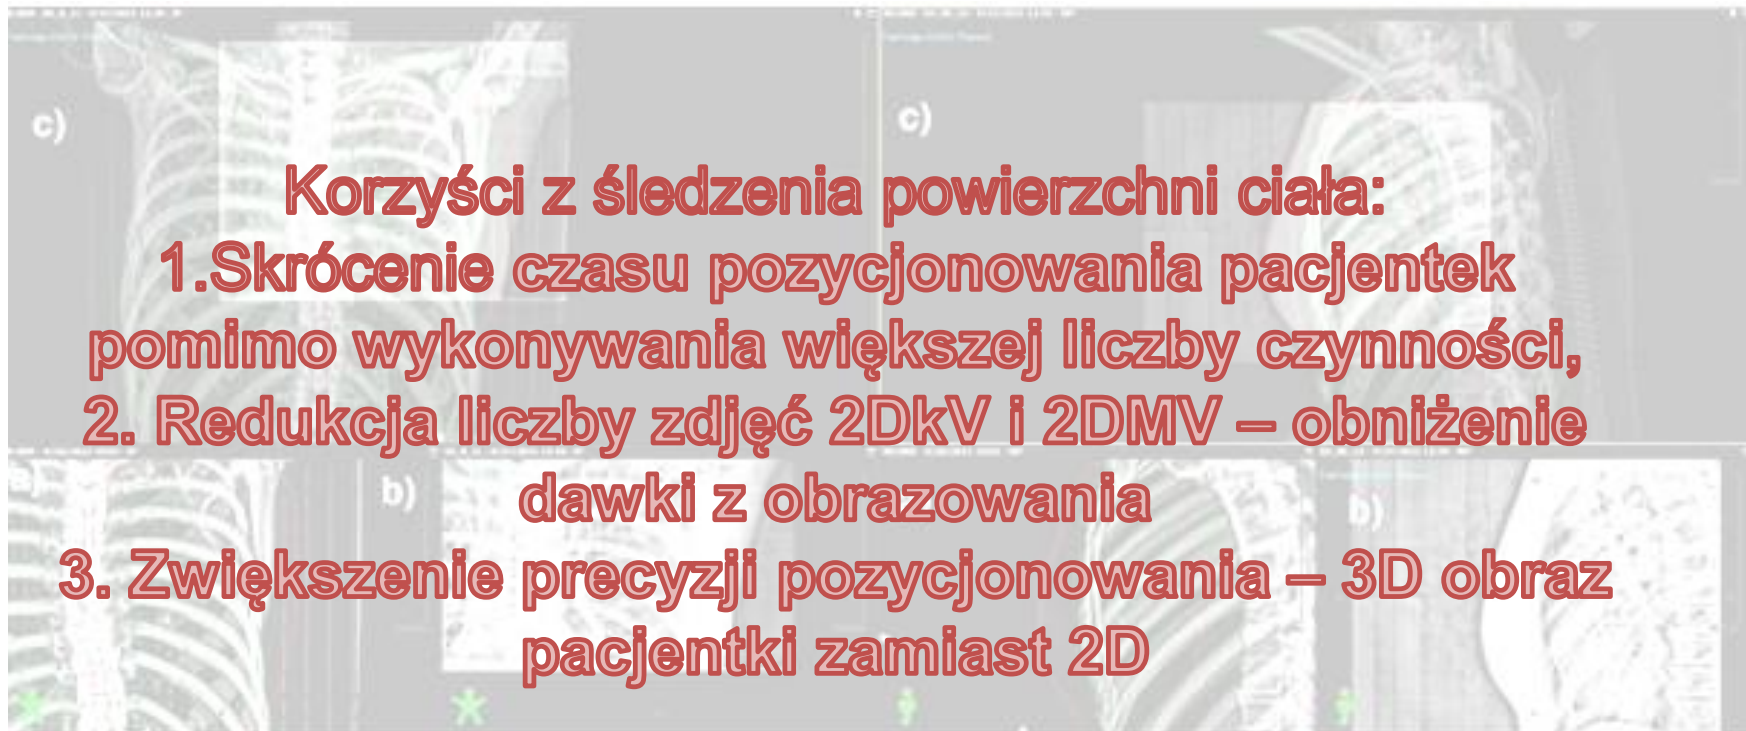 c)
c)
Korzyści z śledzenia powierzchni ciała:
1.Skrócenie czasu pozycjonowania pacjentek
pomimo wykonywania większej liczby czynności,
2. Redukcja liczby zdjęć 2DkV i 2DMV – obniżenie
dawki z obrazowania
3. Zwiększenie precyzji pozycjonowania – 3D obraz
pacjentki zamiast 2D
b)
b)